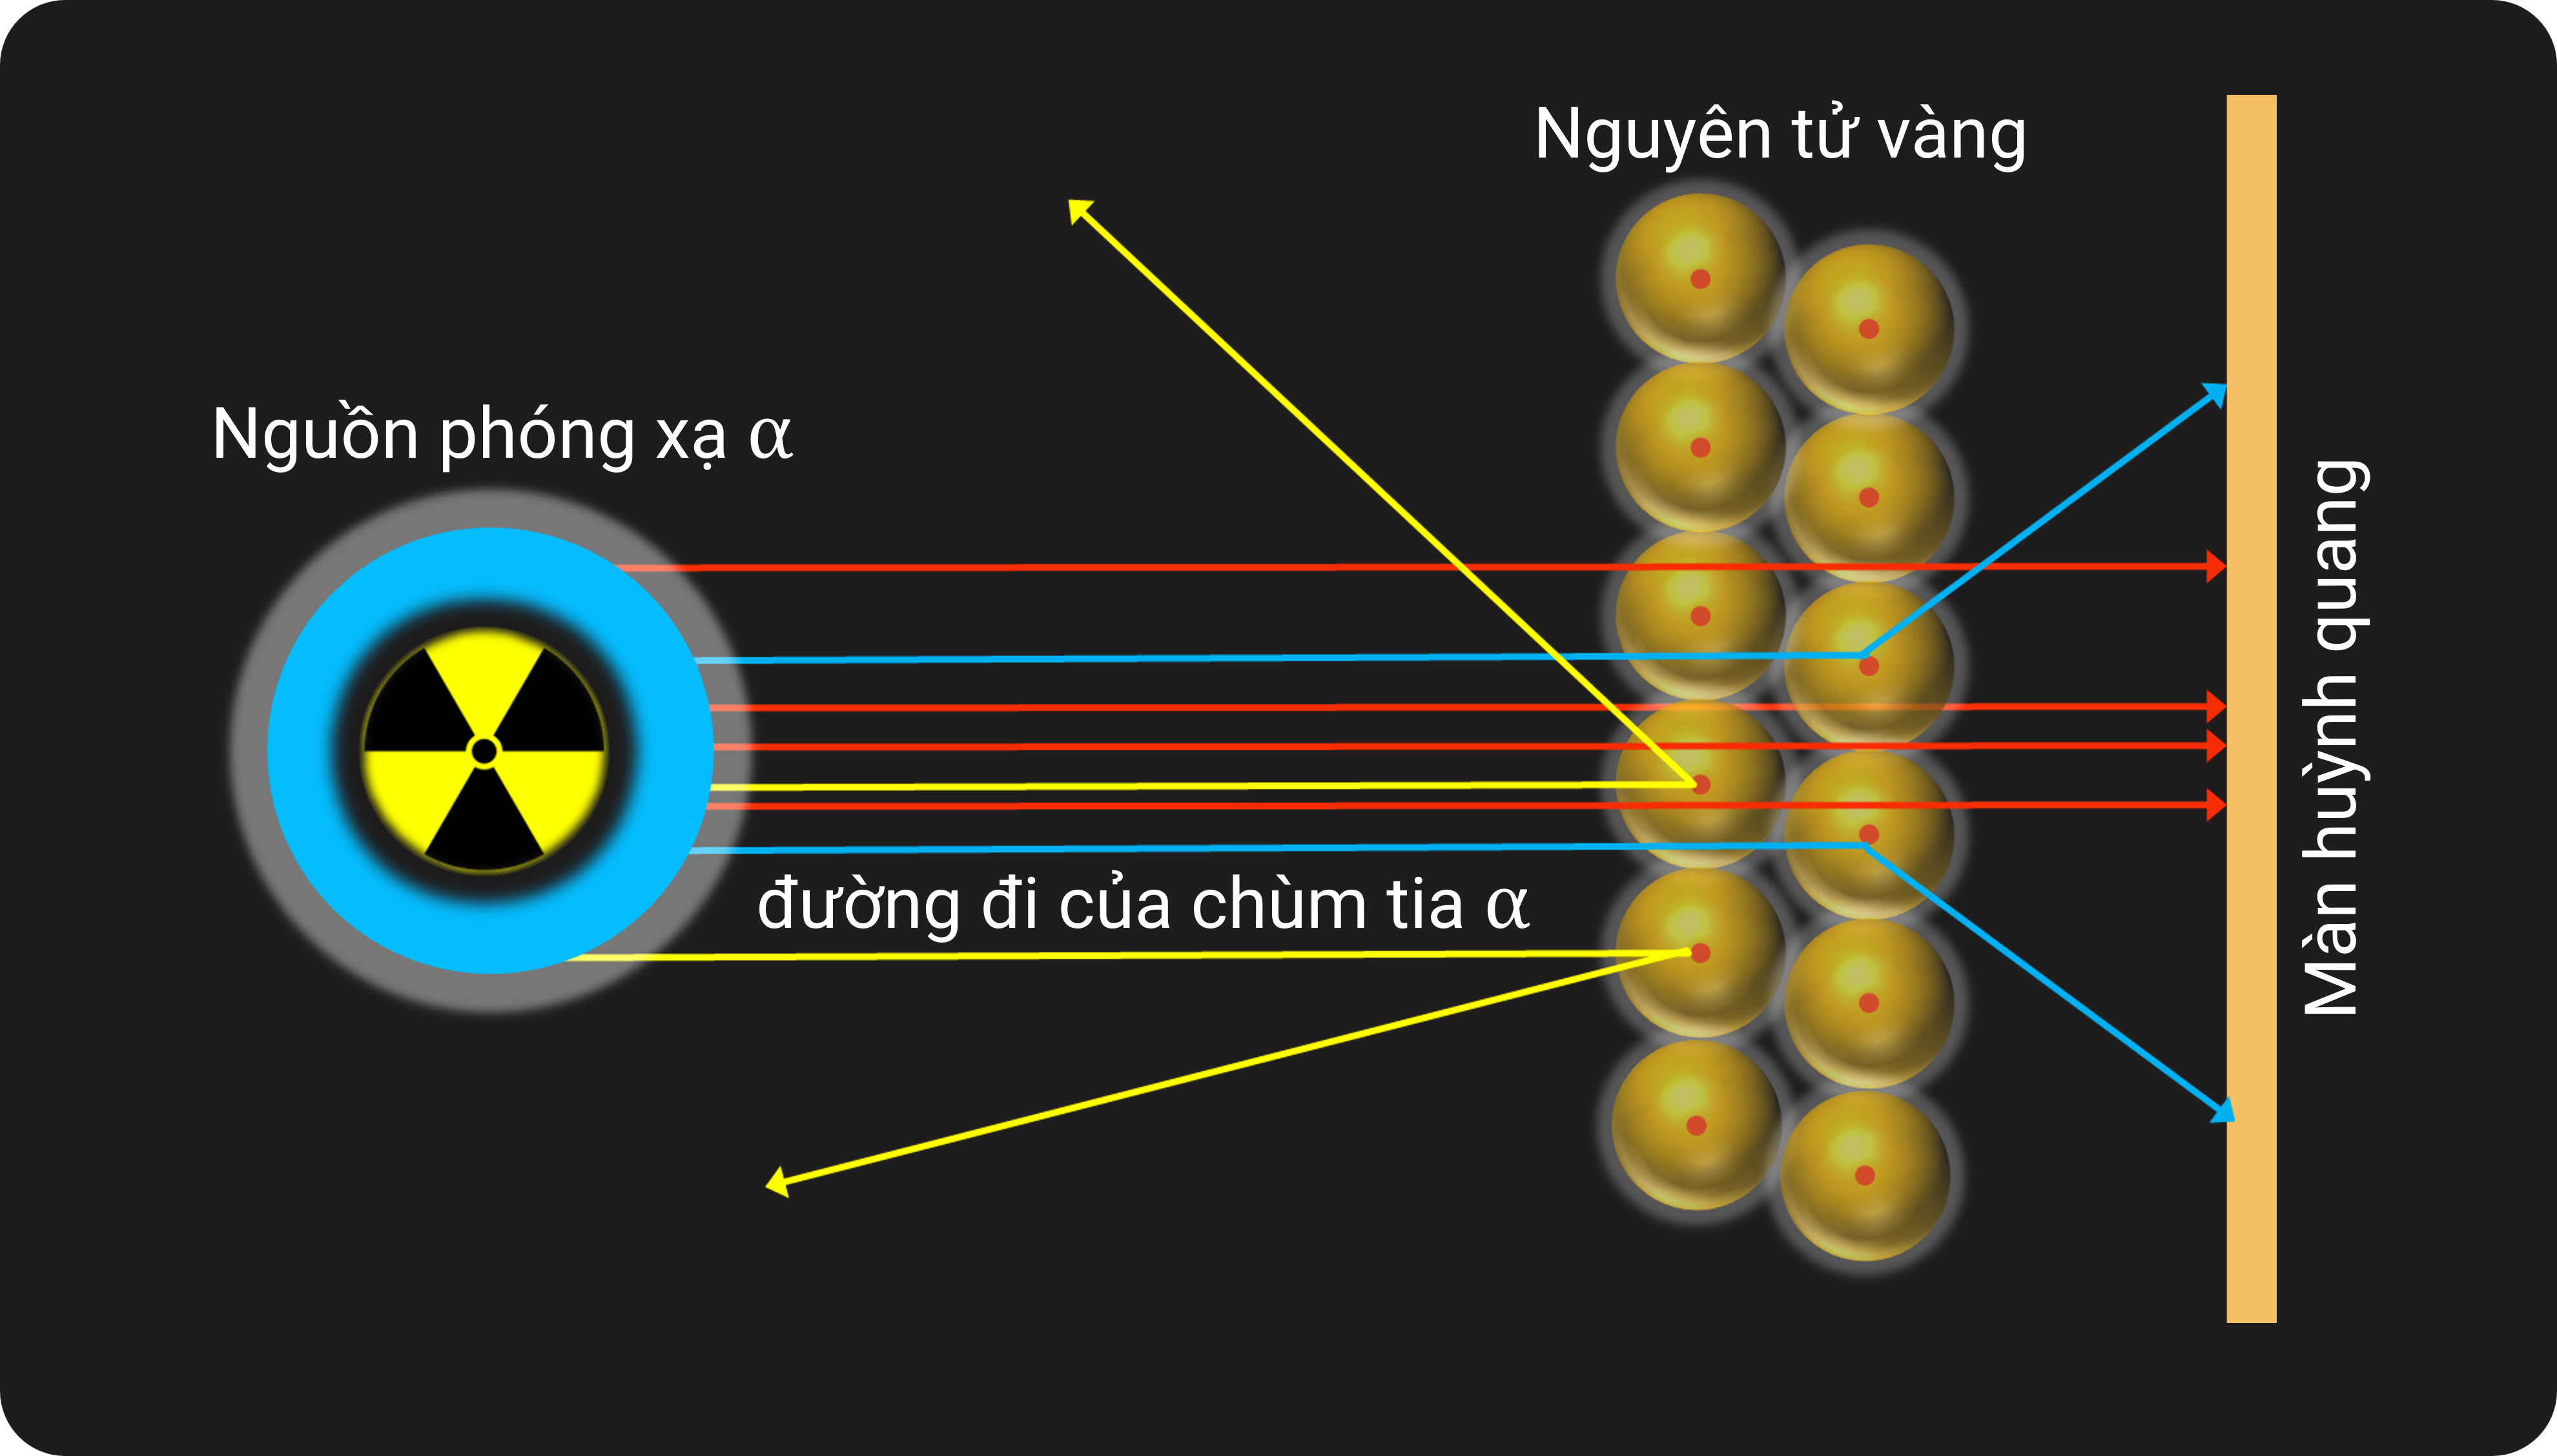 Nguyên tử vàng
Nguồn phóng xạ α
đường đi của chùm tia α
Màn huỳnh quang